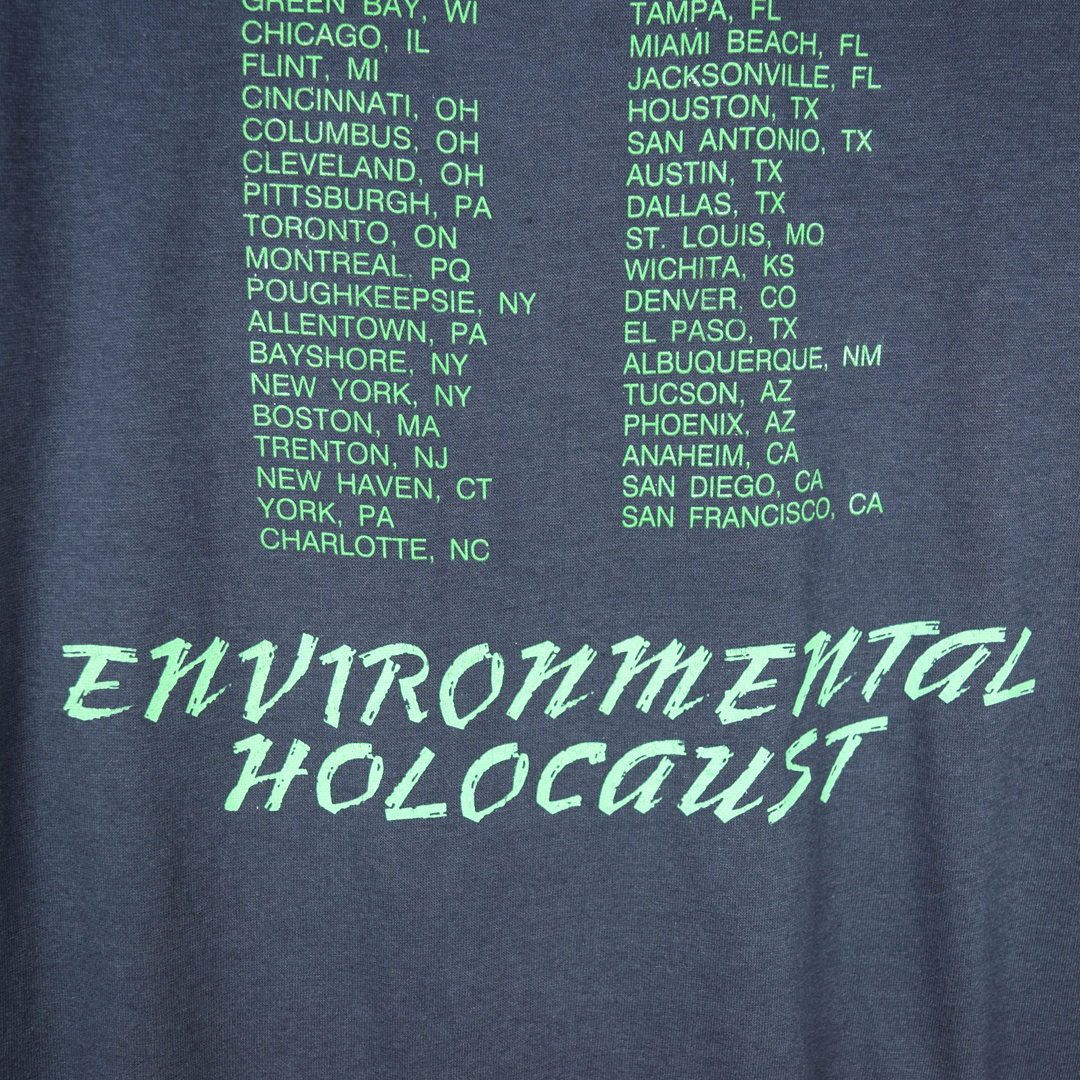 GREEN BAY, WI
CHICAGO, IL
FLINT, MI
CINCINNATI, OH
COLUMBUS, OH
CLEVELAND, OH
PITTSBURGH, PA
TORONTO, ON
MONTREAL, PQ
POUGHKEEPSIE, NY
ALLENTOWN, PA
BAYSHORE, NY
NEW YORK, NY
BOSTON, MA
TRENTON, NJ
NEW HAVEN, CT
YORK, PA
CHARLOTTE, NC
TAMPA, FL
MIAMI BEACH, FL
JACKSONVILLE, FL
HOUSTON, TX
SAN ANTONIO, TX
AUSTIN, TX
DALLAS, TX
ST. LOUIS, MO
WICHITA, KS
DENVER, CO
EL PASO, TX
ALBUQUERQUE, NM
TUCSON, AZ
PHOENIX, AZ
ANAHEIM, CA
SAN DIEGO, CA
SAN FRANCISCO, CA
ENVIRONMENTAL
HOLOCAUST